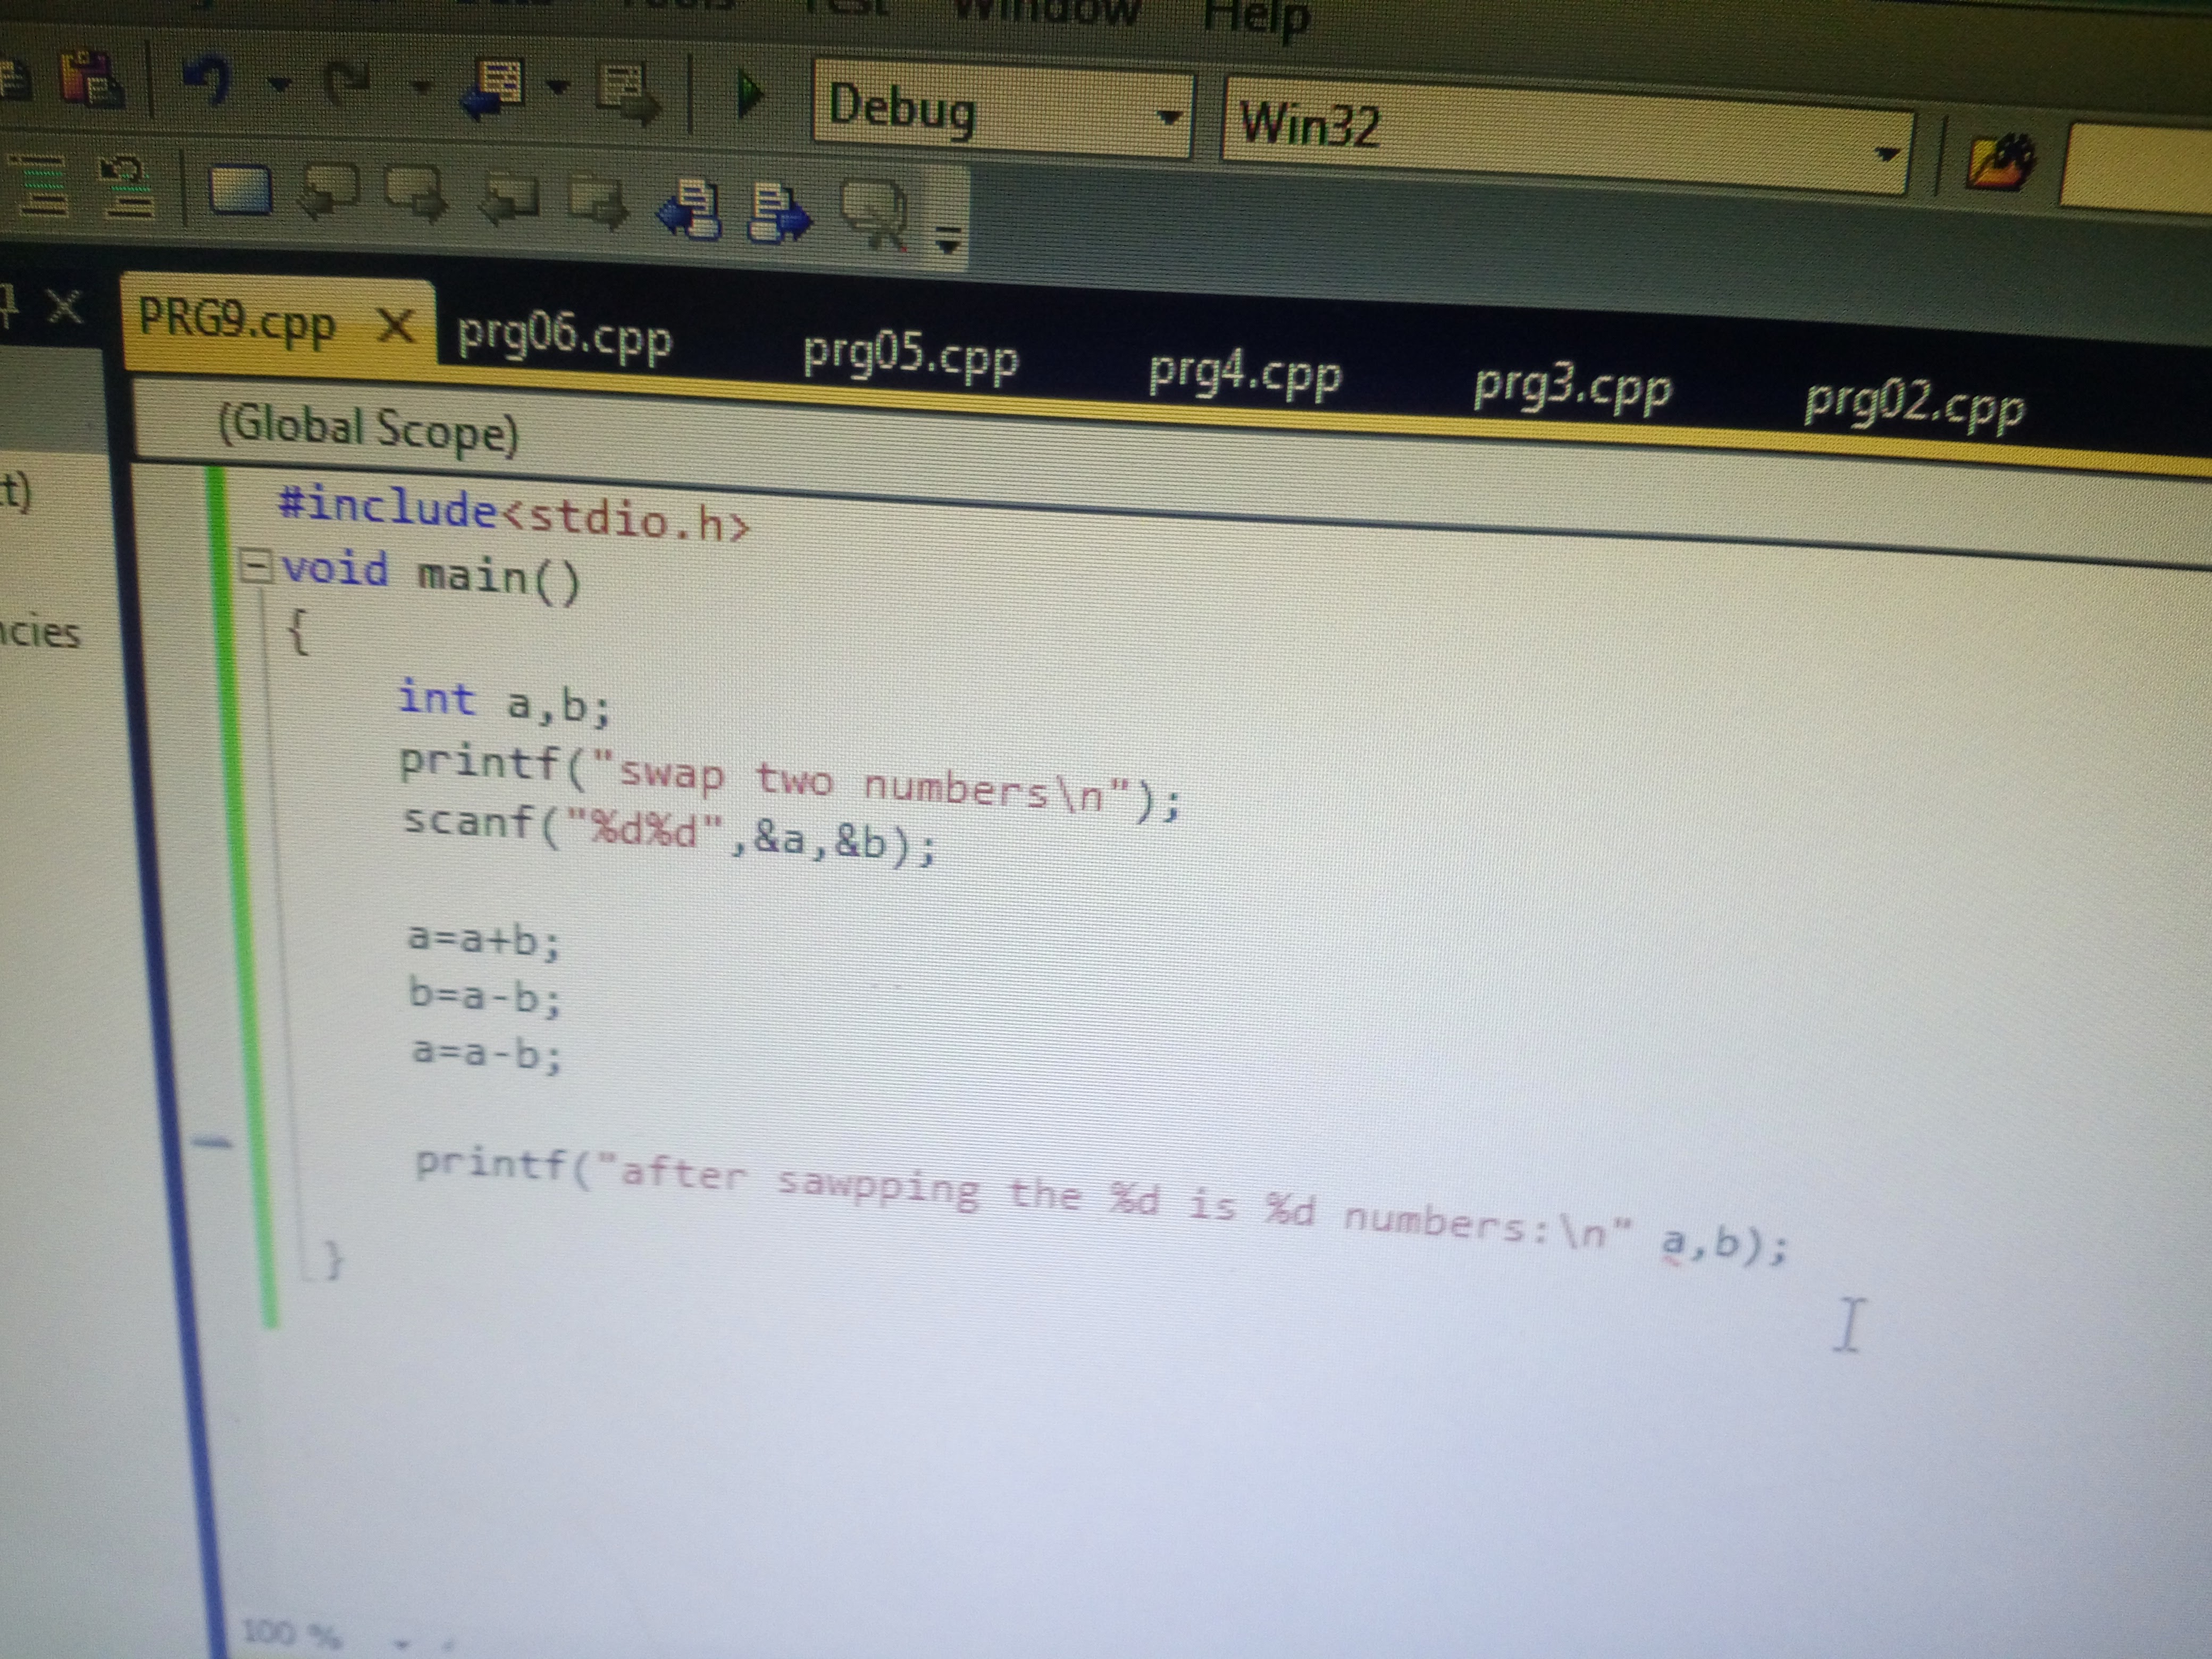 Window Help
Debug Win32
PRG9.cpp X prg06.cpp prg05.cpp prg4.cpp prg3.cpp prg02.cpp
(Global Scope)
t)
#include<stdio.h>
void main()
ncies
{
int a,b;
printf("swap two numbers\n");
scanf("%d%d",&a,&b);
a=a+b;
b=a-b;
a=a-b;
printf("after sawpping the %d is %d numbers:\n" a,b);
}
100 %